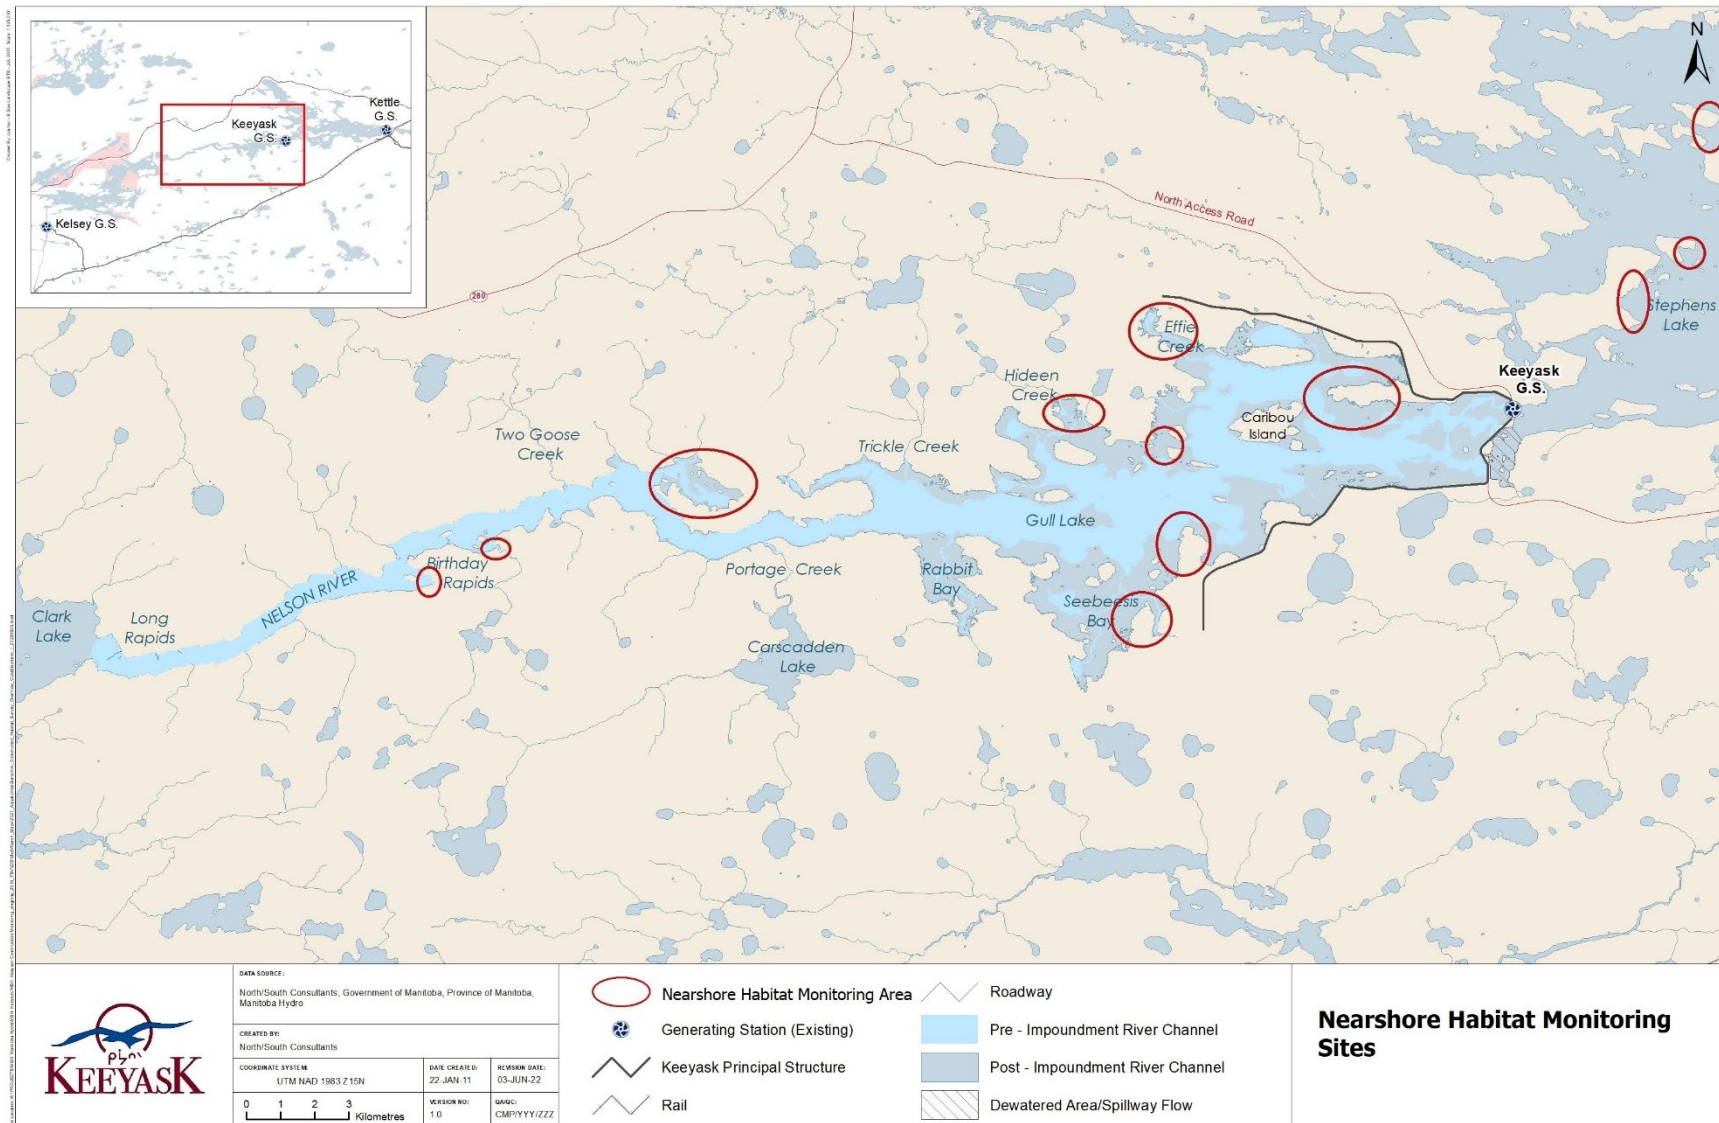 Kettle
G.S.
Keeyask
G.S.
Kelsey G.S.
N
North Access Road
280
Stephens
Lake
Effie
Creek
Keeyask
G.S.
Hideen
Creek
Caribou
Island
Two Goose
Creek
Trickle Creek
Gull Lake
Birthday
Rapids
Portage Creek
Rabbit
Bay
NELSON RIVER
Seebeesis
Bay
Clark
Lake
Long
Rapids
Carscadden
Lake
KEEYASK
DATA SOURCE:
North/South Consultants, Government of Manitoba, Province of Manitoba,
Manitoba Hydro
CREATED BY:
North/South Consultants
COORDINATE SYSTEM:
UTM NAD 1983 Z15N
DATE CREATED:
22-JAN-11
REVISION DATE:
03-JUN-22
0 1 2 3
Kilometres
VERSION NO:
1.0
QA/QC:
CMP/YYY/ZZZ
Nearshore Habitat Monitoring Area
Generating Station (Existing)
Keeyask Principal Structure
Rail
Roadway
Pre - Impoundment River Channel
Post - Impoundment River Channel
Dewatered Area/Spillway Flow
Nearshore Habitat Monitoring
Sites